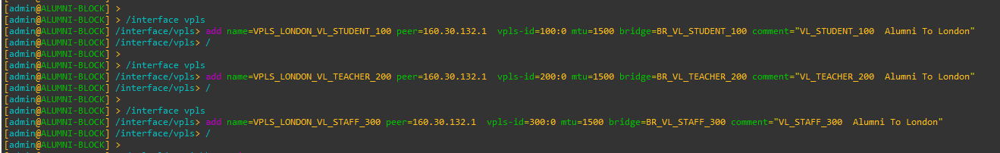 [admin@ALUMNI-BLOCK] >
[admin@ALUMNI-BLOCK] > /interface vpls
[admin@ALUMNI-BLOCK] /interface/vpls> add name=VPLS_LONDON_VL_STUDENT_100 peer=160.30.132.1  vpls-id=100:0 mtu=1500 bridge=BR_VL_STUDENT_100 comment="VL_STUDENT_100  Alumni To London"
[admin@ALUMNI-BLOCK] /interface/vpls> /
[admin@ALUMNI-BLOCK] >
[admin@ALUMNI-BLOCK] > /interface vpls
[admin@ALUMNI-BLOCK] /interface/vpls> add name=VPLS_LONDON_VL_TEACHER_200 peer=160.30.132.1  vpls-id=200:0 mtu=1500 bridge=BR_VL_TEACHER_200 comment="VL_TEACHER_200  Alumni To London"
[admin@ALUMNI-BLOCK] /interface/vpls> /
[admin@ALUMNI-BLOCK] >
[admin@ALUMNI-BLOCK] > /interface vpls
[admin@ALUMNI-BLOCK] /interface/vpls> add name=VPLS_LONDON_VL_STAFF_300 peer=160.30.132.1  vpls-id=300:0 mtu=1500 bridge=BR_VL_STAFF_300 comment="VL_STAFF_300  Alumni To London"
[admin@ALUMNI-BLOCK] /interface/vpls> /
[admin@ALUMNI-BLOCK] >